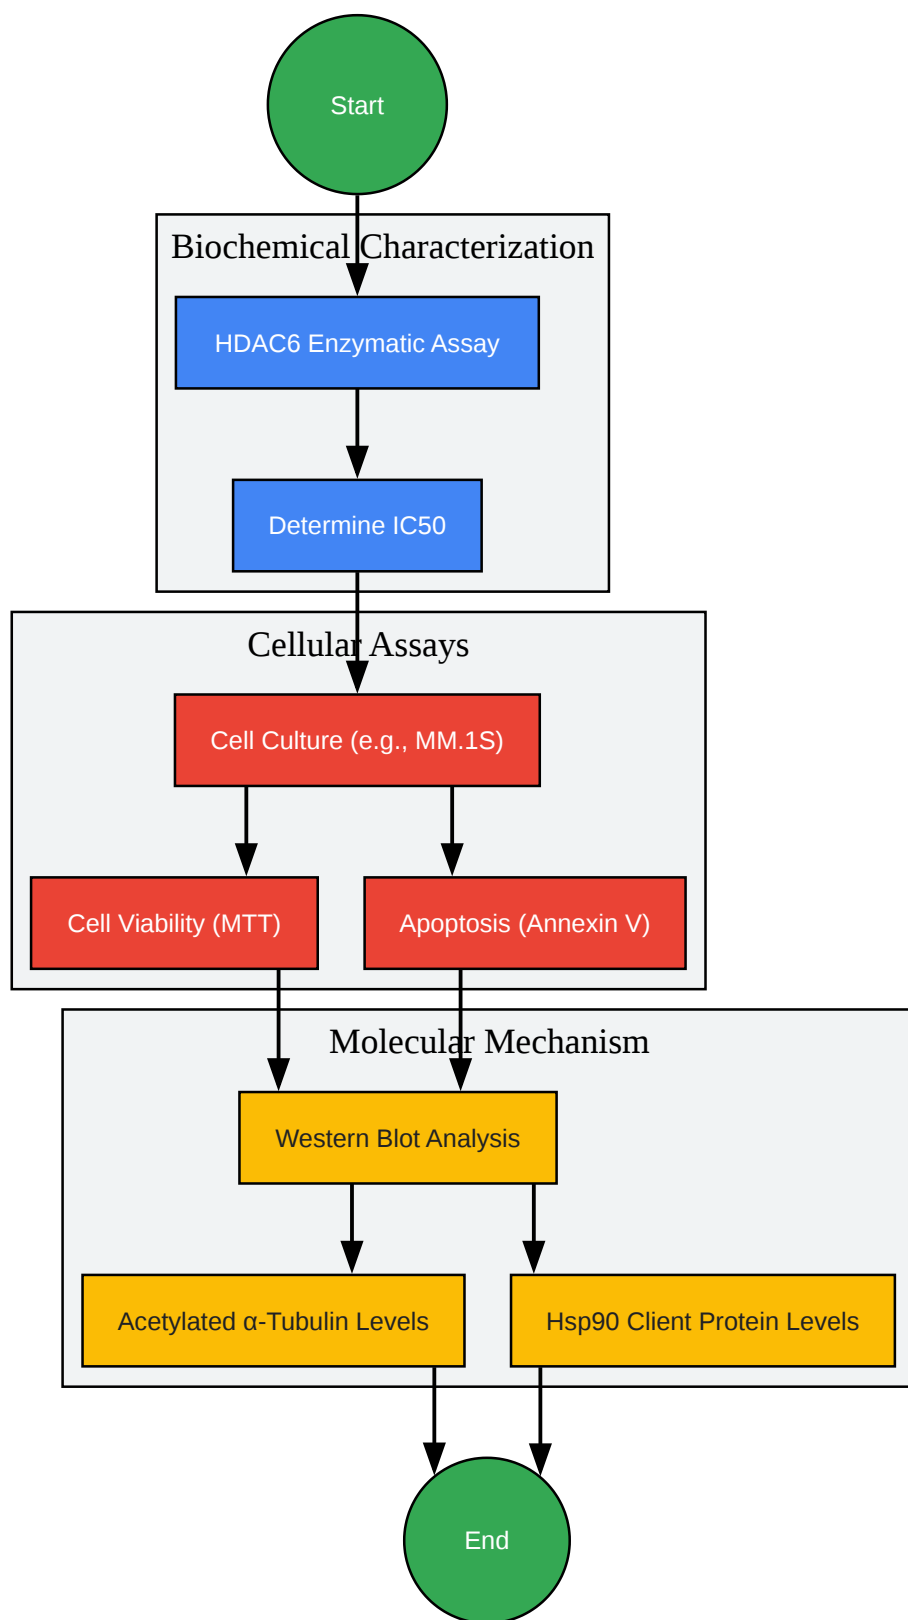 Start
Biochemical Characterization
HDAC6 Enzymatic Assay
Determine IC50
Cellular Assays
Cell Culture (e.g., MM.1S)
Cell Viability (MTT)
Apoptosis (Annexin V)
Molecular Mechanism
Western Blot Analysis
Acetylated α-Tubulin Levels
Hsp90 Client Protein Levels
End